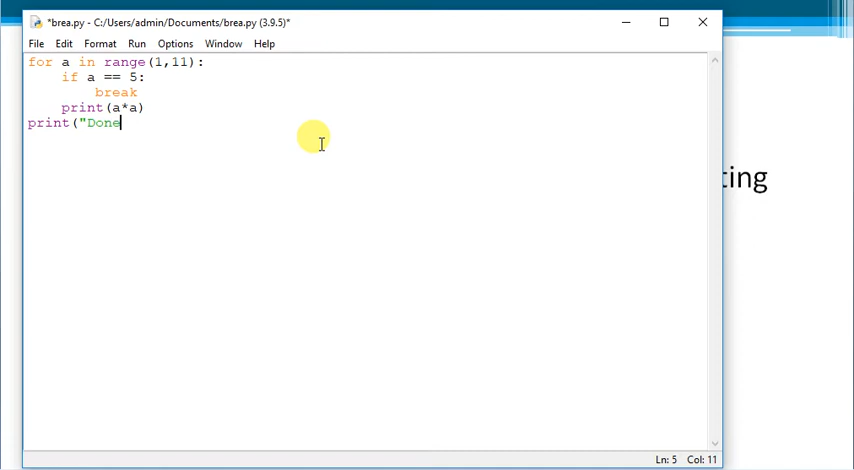 *brea.py - C:/Users/admin/Documents/brea.py (3.9.5)*
File Edit Format Run Options Window Help
for a in range(1,11):
    if a == 5:
        break
    print(a*a)
print("Done
ting
Ln: 5 Col: 11